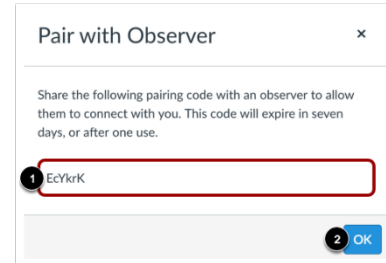 Pair with Observer ×
Share the following pairing code with an observer to allow
them to connect with you. This code will expire in seven
days, or after one use.
1 EcYkrK
2 OK